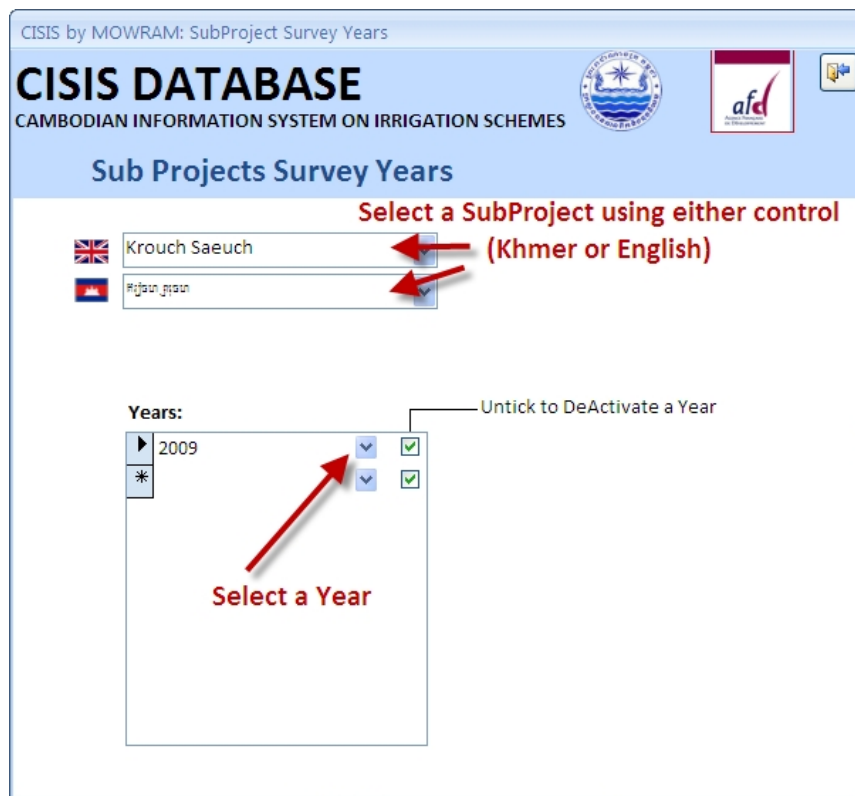 CISIS by MOWRAM: SubProject Survey Years
CISIS DATABASE
CAMBODIAN INFORMATION SYSTEM ON IRRIGATION SCHEMES
afd
Sub Projects Survey Years
Select a SubProject using either control
(Khmer or English)
Krouch Saeuch
Years:
Untick to DeActivate a Year
2009
Select a Year